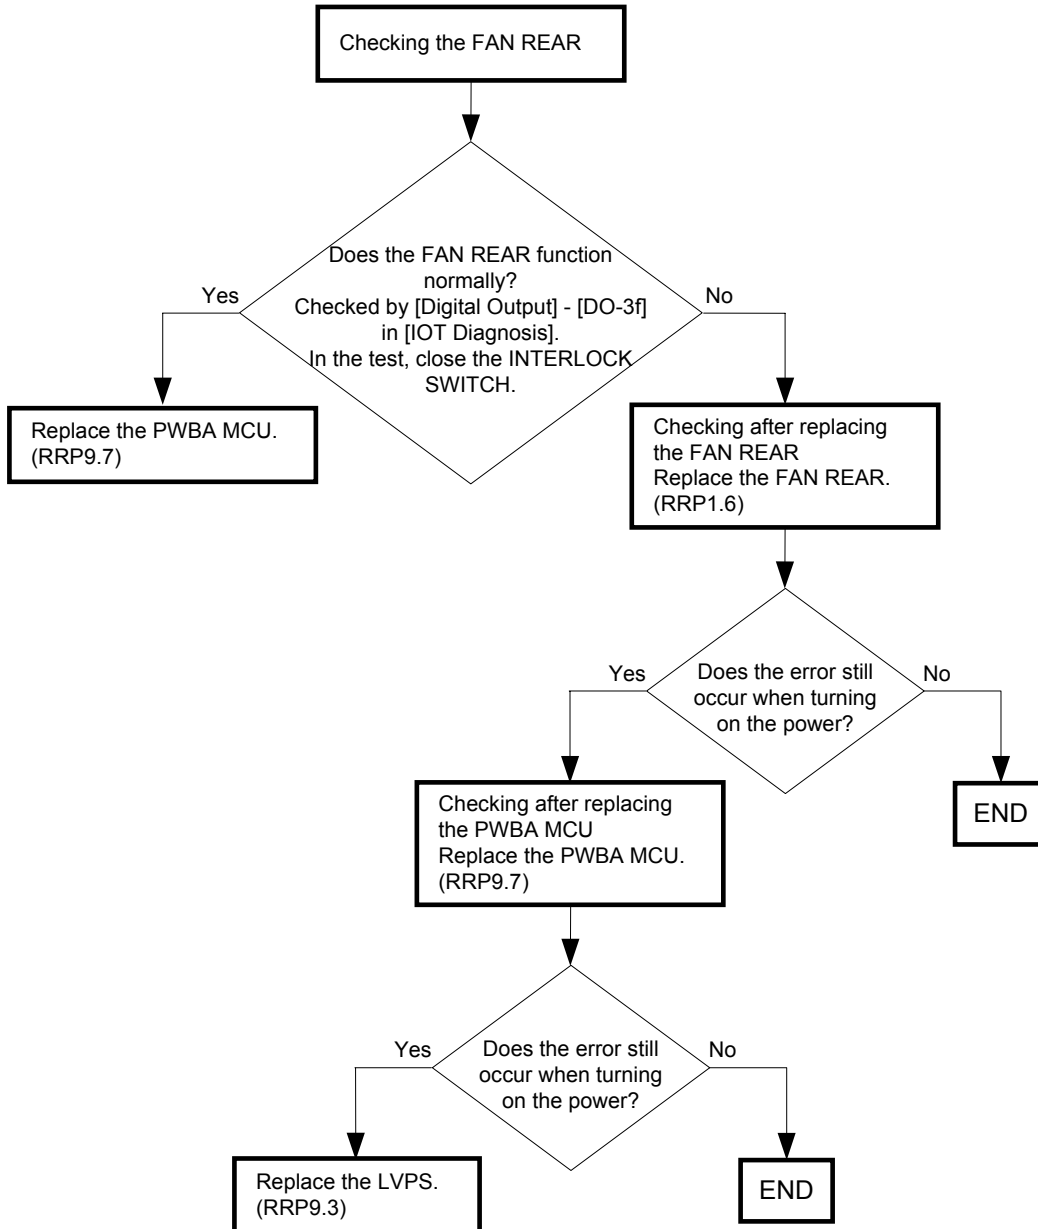 Checking the FAN REAR
Does the FAN REAR function
normally?
Checked by [Digital Output] - [DO-3f]
in [IOT Diagnosis].
In the test, close the INTERLOCK
SWITCH.
Yes
No
Replace the PWBA MCU.
(RRP9.7)
Checking after replacing
the FAN REAR
Replace the FAN REAR.
(RRP1.6)
Does the error still
occur when turning
on the power?
Yes
No
Checking after replacing
the PWBA MCU
Replace the PWBA MCU.
(RRP9.7)
END
Does the error still
occur when turning
on the power?
Yes
No
Replace the LVPS.
(RRP9.3)
END